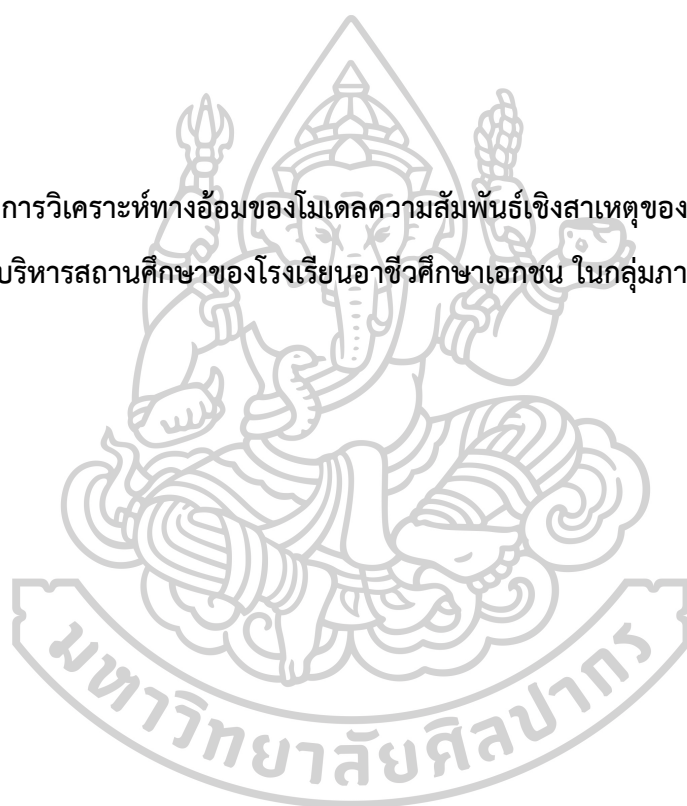 การวิเคราะห์ทางอ้อมของโมเดลความสัมพันธ์เชิงสาเหตุของ
บริหารสถานศึกษาของโรงเรียนอาชีวศึกษาเอกชน ในกลุ่มภา
มหาวิทยาลัยศิลปากร